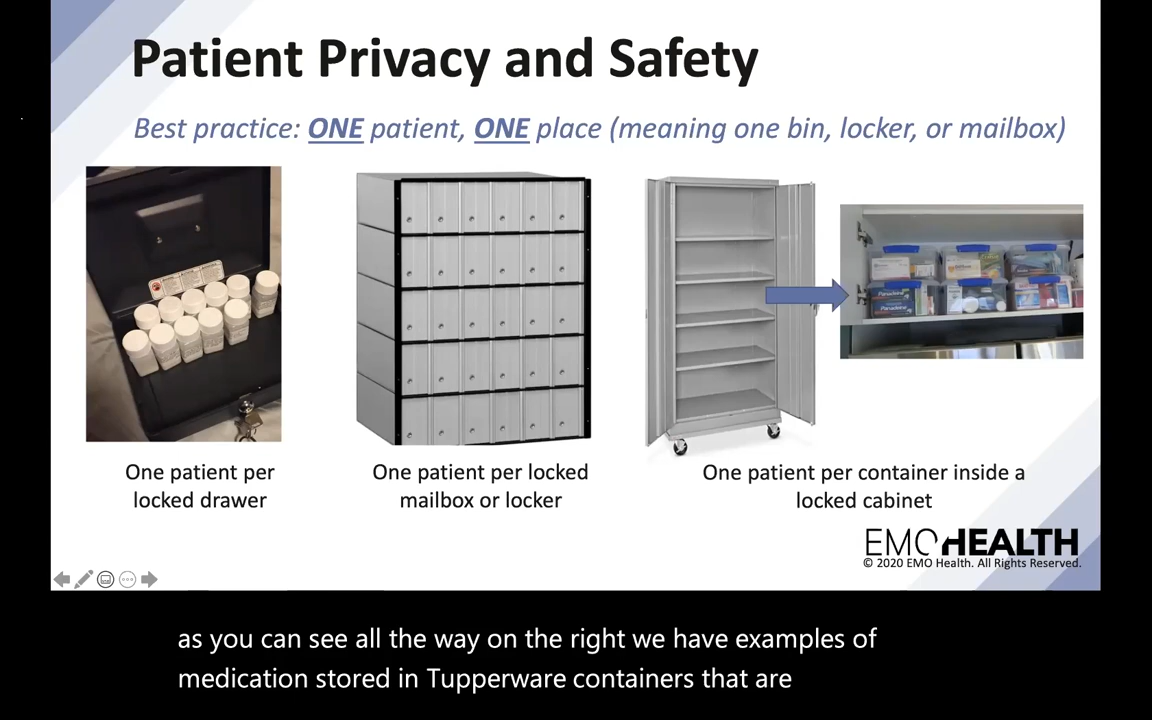 Patient Privacy and Safety
Best practice: ONE patient, ONE place (meaning one bin, locker, or mailbox)
Panadeine
Panadeine
One patient per
locked drawer
One patient per locked
mailbox or locker
One patient per container inside a
locked cabinet
EMO HEALTH
© 2020 EMO Health. All Rights Reserved.
as you can see all the way on the right we have examples of
medication stored in Tupperware containers that are